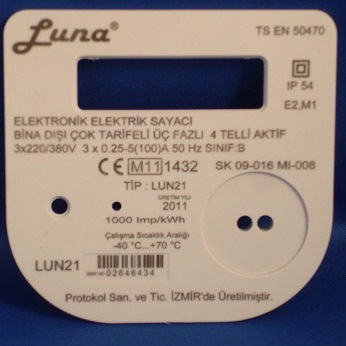 Luna®
TS EN 50470
IP 54
E2,M1
ELEKTRONİK ELEKTRİK SAYACI
BİNA DIŞI ÇOK TARİFELİ ÜÇ FAZLI 4 TELLİ AKTİF
3x220/380V 3 x 0.25-5(100)A 50 Hz SINIF:B
CE M11 1432 SK 09-016 MI-008
TİP : LUN21
ÜRETİM YILI
2011
1000 Imp/kWh
Çalışma Sıcaklık Aralığı
-40 °C...+70 °C
LUN21 SERİ NO 02646434
Protokol San. ve Tic. İZMİR'de Üretilmiştir.